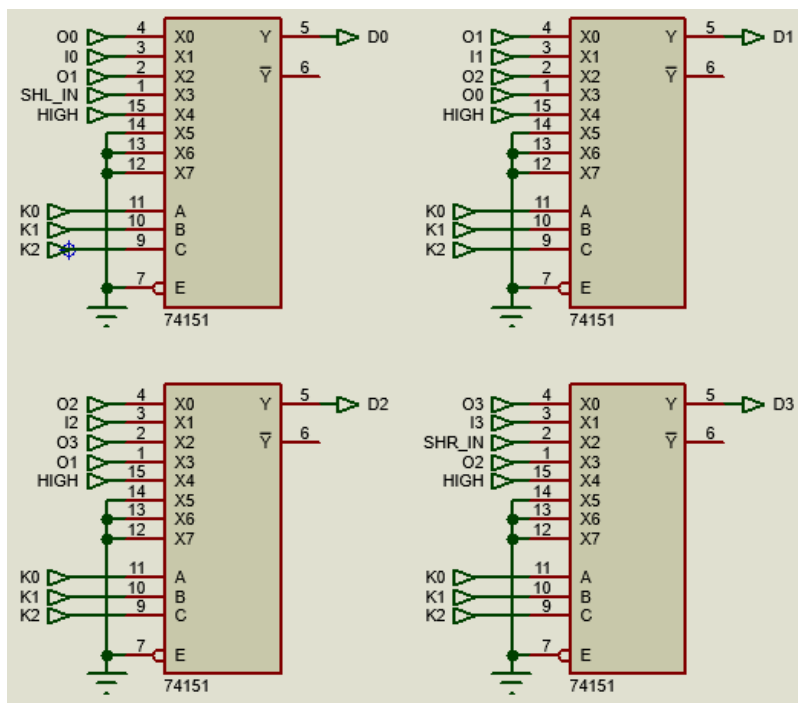 O0 4 X0 Y 5 D0
I0 3 X1
O1 2 X2 Y 6
SHL_IN 1 X3
HIGH 15 X4
14 X5
13 X6
12 X7
K0 11 A
K1 10 B
K2 9 C
7 E
74151
O1 4 X0 Y 5 D1
I1 3 X1
O2 2 X2 Y 6
O0 1 X3
HIGH 15 X4
14 X5
13 X6
12 X7
K0 11 A
K1 10 B
K2 9 C
7 E
74151
O2 4 X0 Y 5 D2
I2 3 X1
O3 2 X2 Y 6
O1 1 X3
HIGH 15 X4
14 X5
13 X6
12 X7
K0 11 A
K1 10 B
K2 9 C
7 E
74151
O3 4 X0 Y 5 D3
I3 3 X1
SHR_IN 2 X2 Y 6
O2 1 X3
HIGH 15 X4
14 X5
13 X6
12 X7
K0 11 A
K1 10 B
K2 9 C
7 E
74151